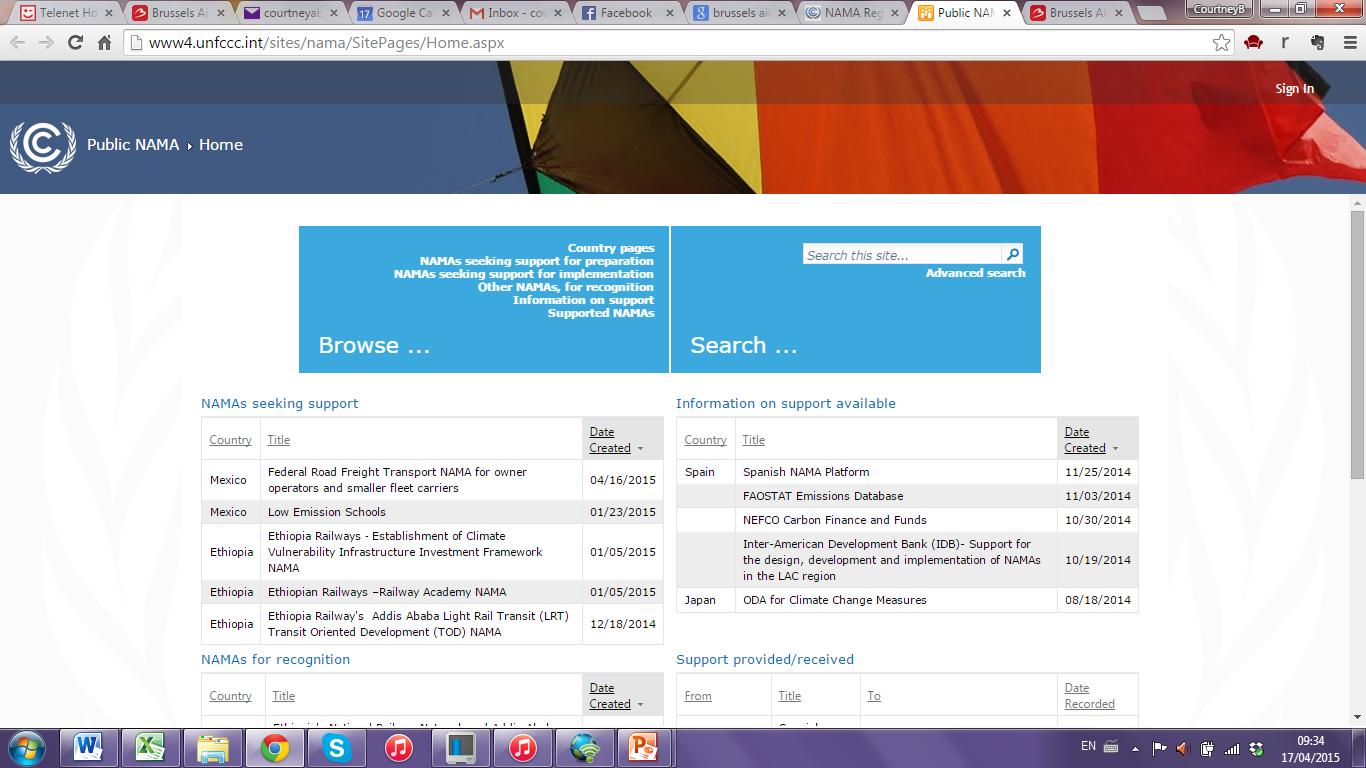 Telenet Ho
Brussels Ai
courtneyab
Google Cal
Inbox - cou
Facebook
brussels ail
NAMA Reg
Public NAM
Brussels Ai
CourtneyB
www4.unfccc.int/sites/nama/SitePages/Home.aspx
Sign In
Public NAMA Home
Country pages
NAMAs seeking support for preparation
NAMAs seeking support for implementation
Other NAMAs, for recognition
Information on support
Supported NAMAs
Browse ...
Search this site...
Advanced search
Search ...
NAMAs seeking support
Country Title Date Created
Mexico Federal Road Freight Transport NAMA for owner
operators and smaller fleet carriers 04/16/2015
Mexico Low Emission Schools 01/23/2015
Ethiopia Ethiopia Railways - Establishment of Climate
Vulnerability Infrastructure Investment Framework
NAMA 01/05/2015
Ethiopia Ethiopian Railways –Railway Academy NAMA 01/05/2015
Ethiopia Ethiopia Railway's Addis Ababa Light Rail Transit (LRT)
Transit Oriented Development (TOD) NAMA 12/18/2014
Information on support available
Country Title Date Created
Spain Spanish NAMA Platform 11/25/2014
FAOSTAT Emissions Database 11/03/2014
NEFCO Carbon Finance and Funds 10/30/2014
Inter-American Development Bank (IDB)- Support for
the design, development and implementation of NAMAs
in the LAC region 10/19/2014
Japan ODA for Climate Change Measures 08/18/2014
NAMAs for recognition
Country Title Date Created
Support provided/received
From Title To Date Recorded
EN
09:34
17/04/2015